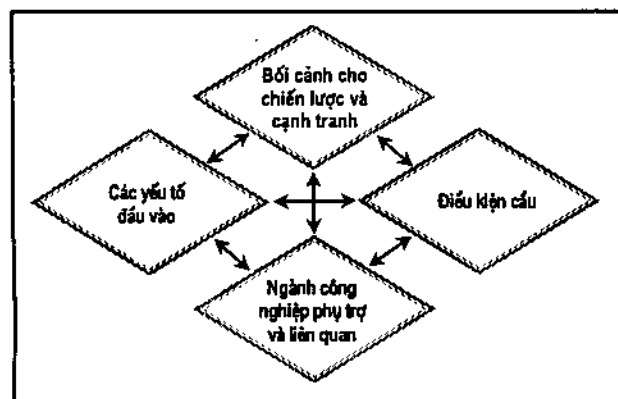 Bối cảnh cho
chiến lược và
cạnh tranh
Các yếu tố
đầu vào
Điều kiện cầu
Ngành công
nghiệp phụ trợ
và liên quan